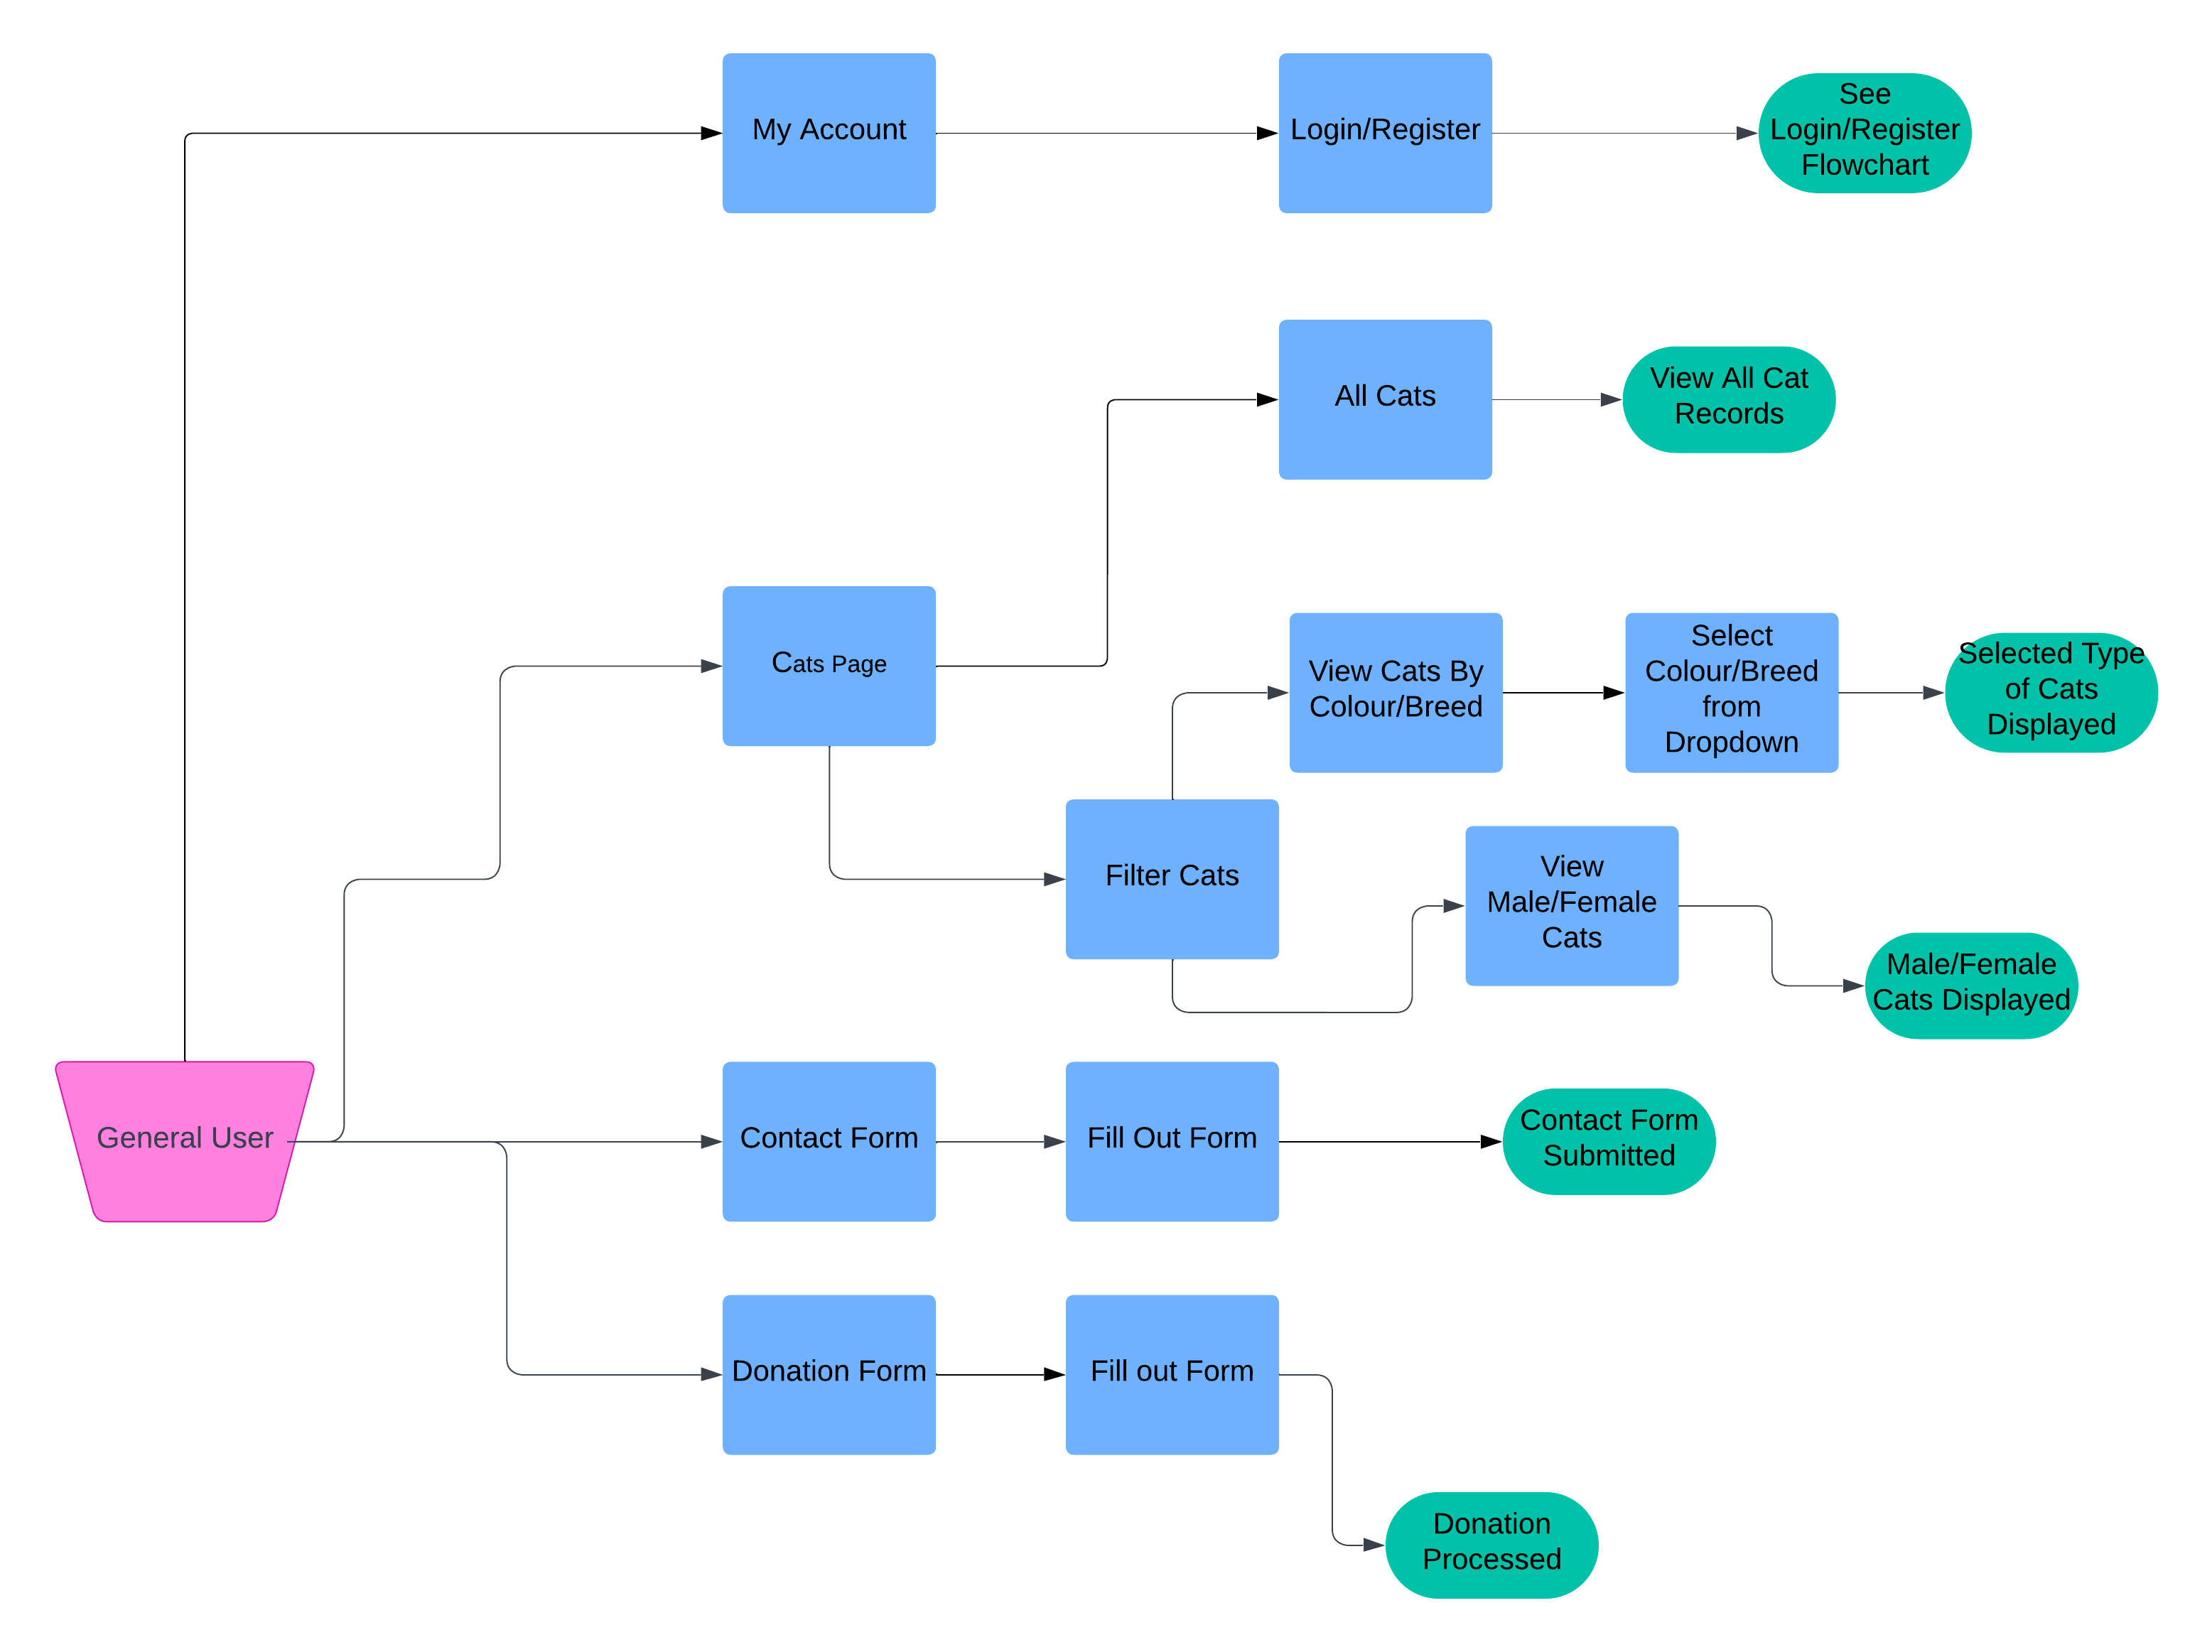 My Account
Login/Register
See
Login/Register
Flowchart
All Cats
View All Cat
Records
Cats Page
View Cats By
Colour/Breed
Select
Colour/Breed
from
Dropdown
Selected Type
of Cats
Displayed
Filter Cats
View
Male/Female
Cats
Male/Female
Cats Displayed
General User
Contact Form
Fill Out Form
Contact Form
Submitted
Donation Form
Fill out Form
Donation
Processed